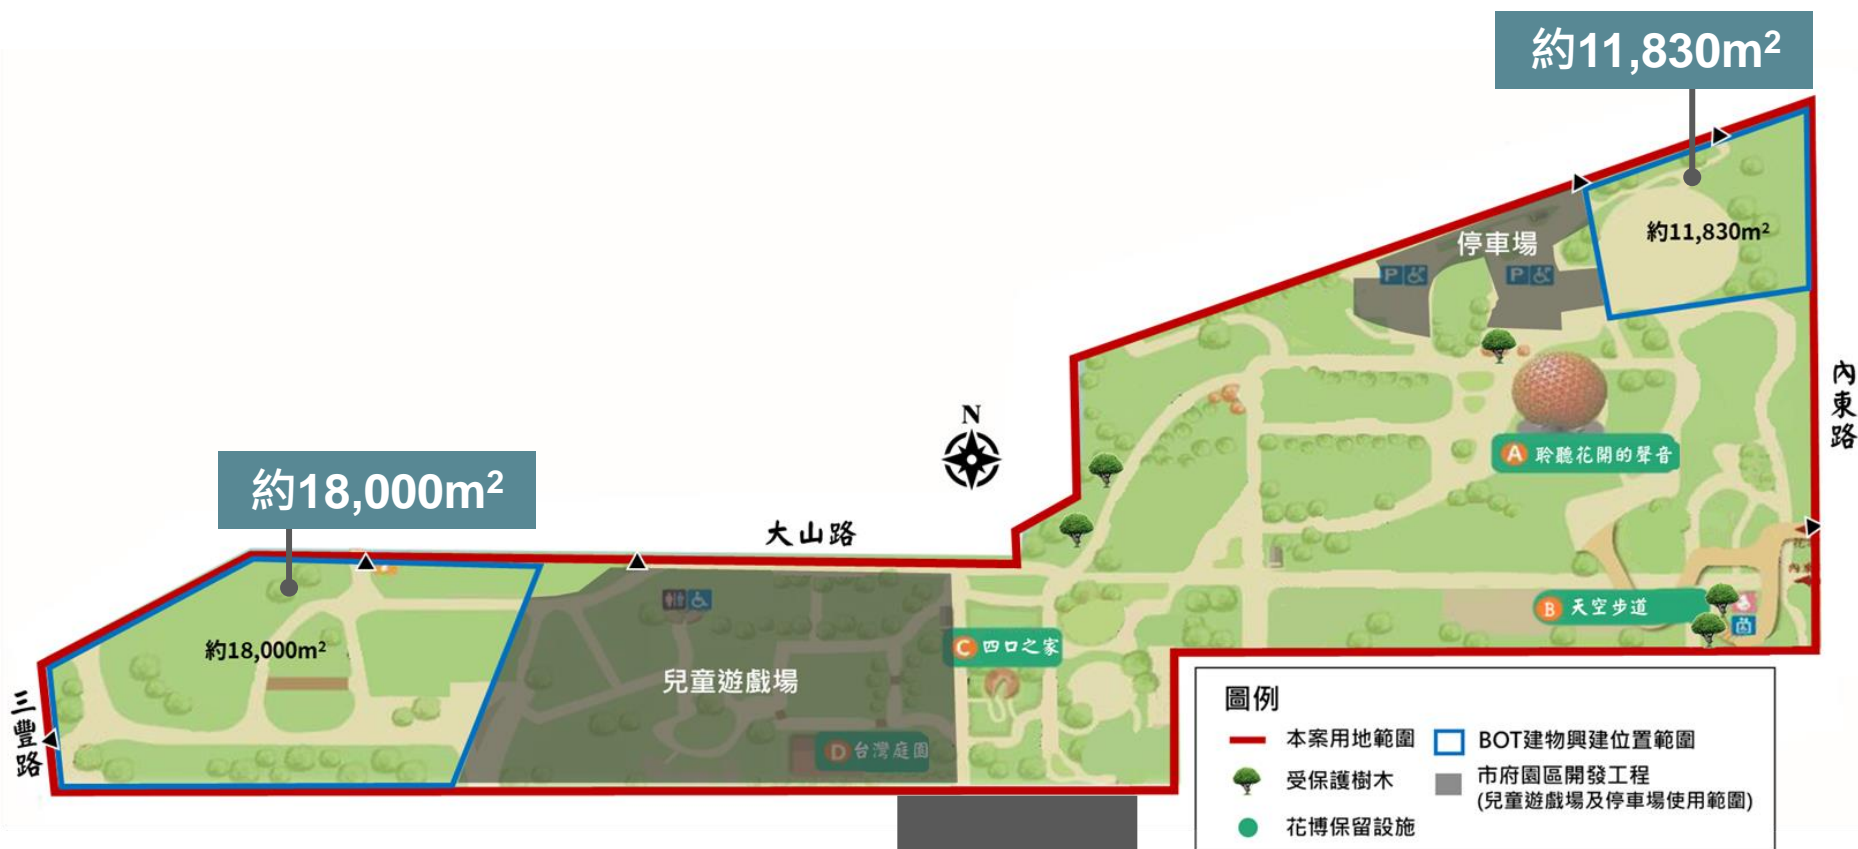 約11,830m²
約11,830m²
停車場
P
P
內東路
A 聆聽花開的聲音
N
約18,000m²
大山路
約18,000m²
B 天空步道
C 四口之家
兒童遊戲場
D 台灣庭園
三豐路
圖例
本案用地範圍
BOT建物興建位置範圍
受保護樹木
市府園區開發工程
(兒童遊戲場及停車場使用範圍)
花博保留設施